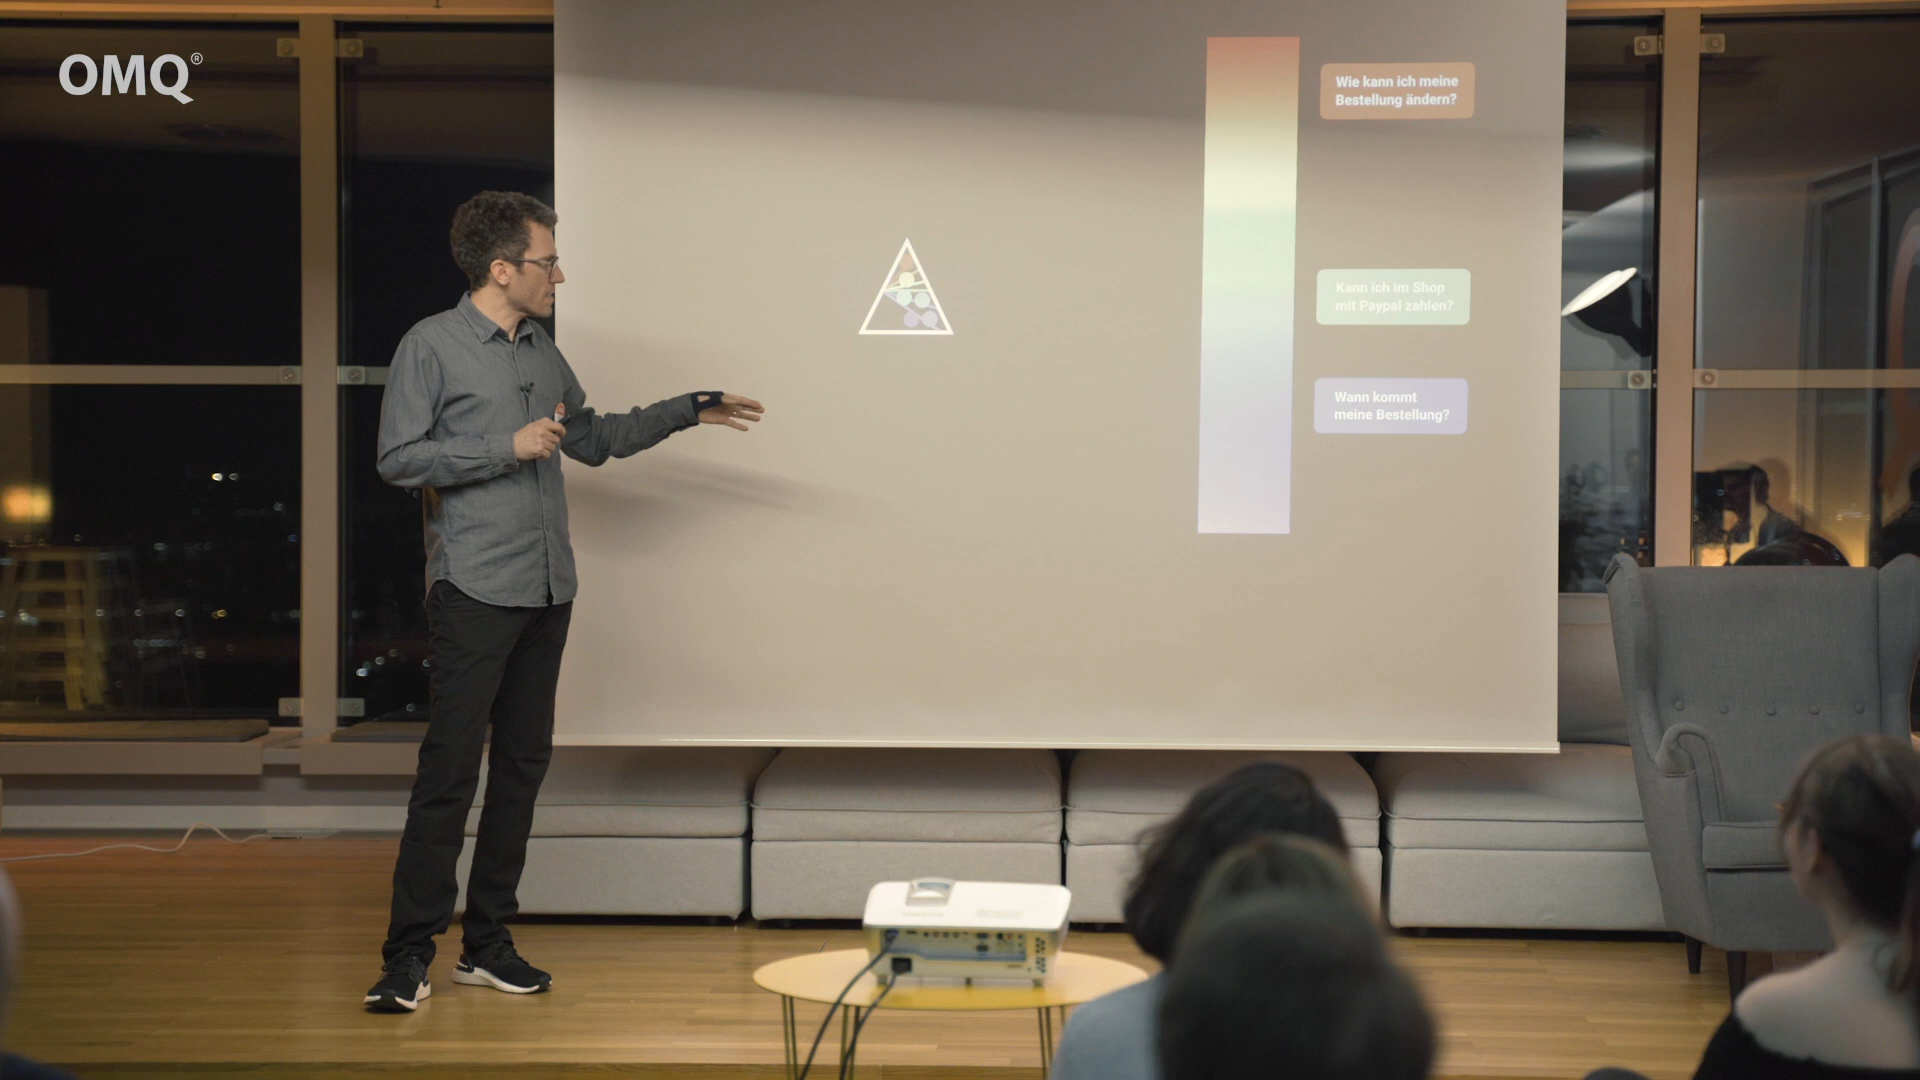 OMQ®
Wie kann ich meine
Bestellung ändern?
Kann ich im Shop
mit Paypal zahlen?
Wann kommt
meine Bestellung?